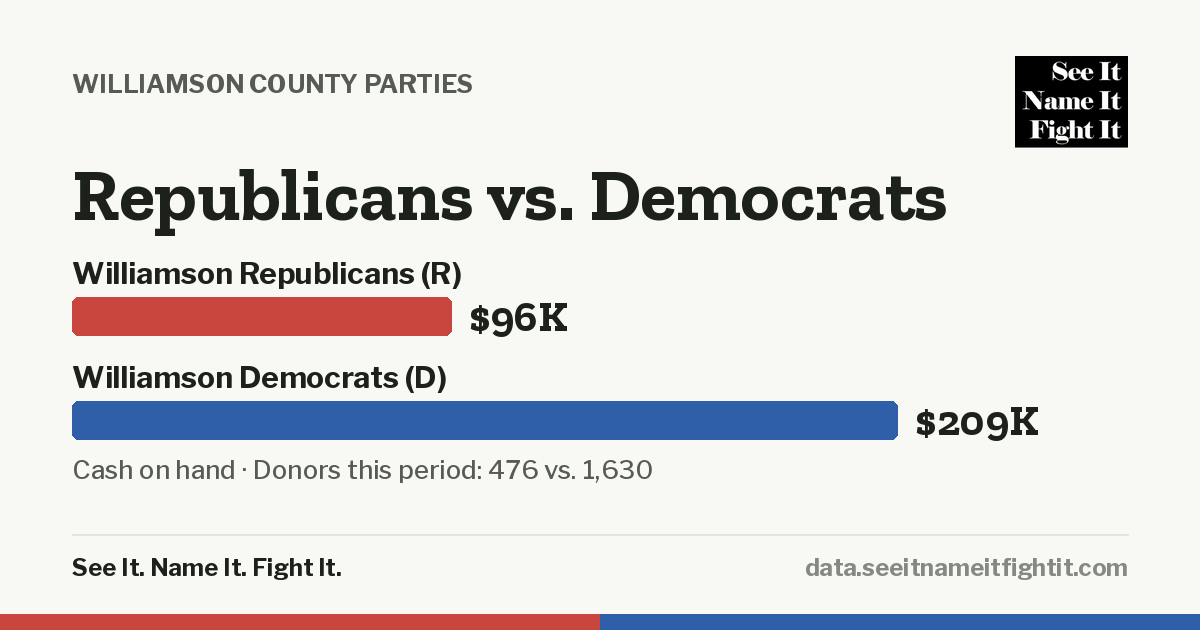 WILLIAMSON COUNTY PARTIES
See It
Name It
Fight It
Republicans vs. Democrats
Williamson Republicans (R)
$96K
Williamson Democrats (D)
$209K
Cash on hand · Donors this period: 476 vs. 1,630
See It. Name It. Fight It.
data.seeitnameitfightit.com